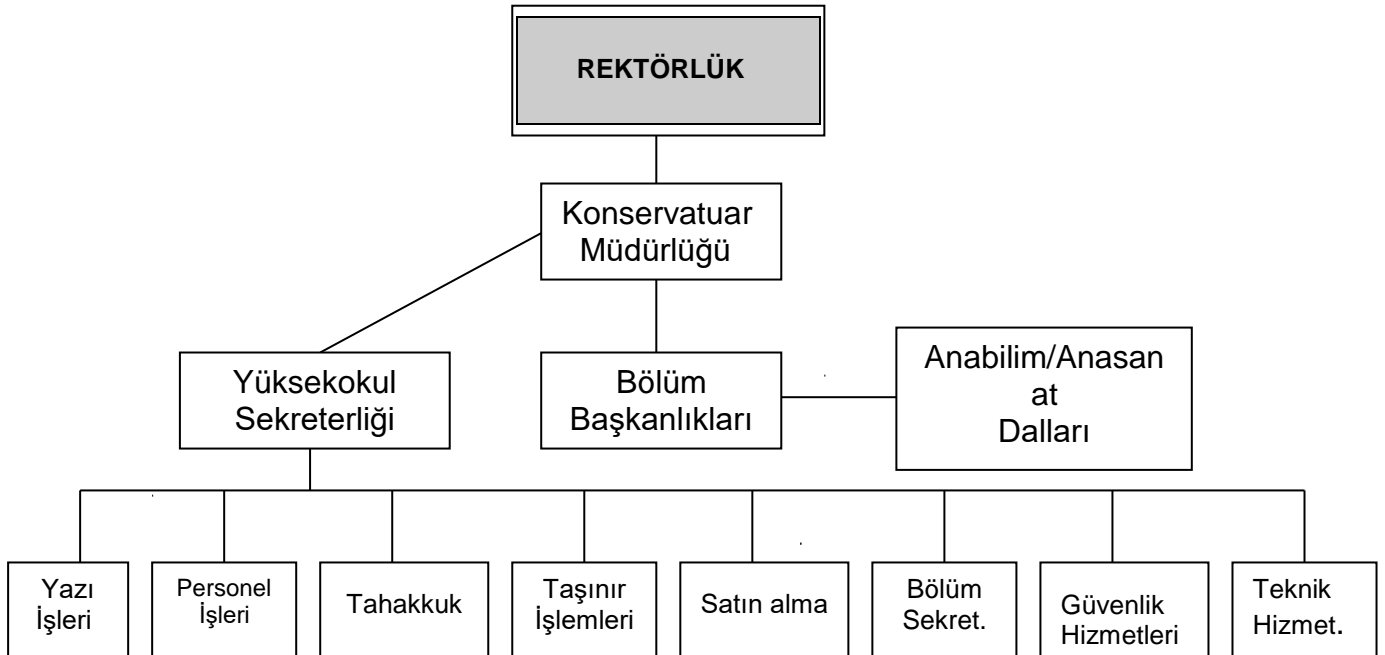 REKTÖRLÜK
Konservatuar
Müdürlüğü
Yüksekokul
Sekreterliği
Bölüm
Başkanlıkları
Anabilim/Anasan
at
Dalları
Yazı
İşleri
Personel
İşleri
Tahakkuk
Taşınır
İşlemleri
Satın alma
Bölüm
Sekret.
Güvenlik
Hizmetleri
Teknik
Hizmet.